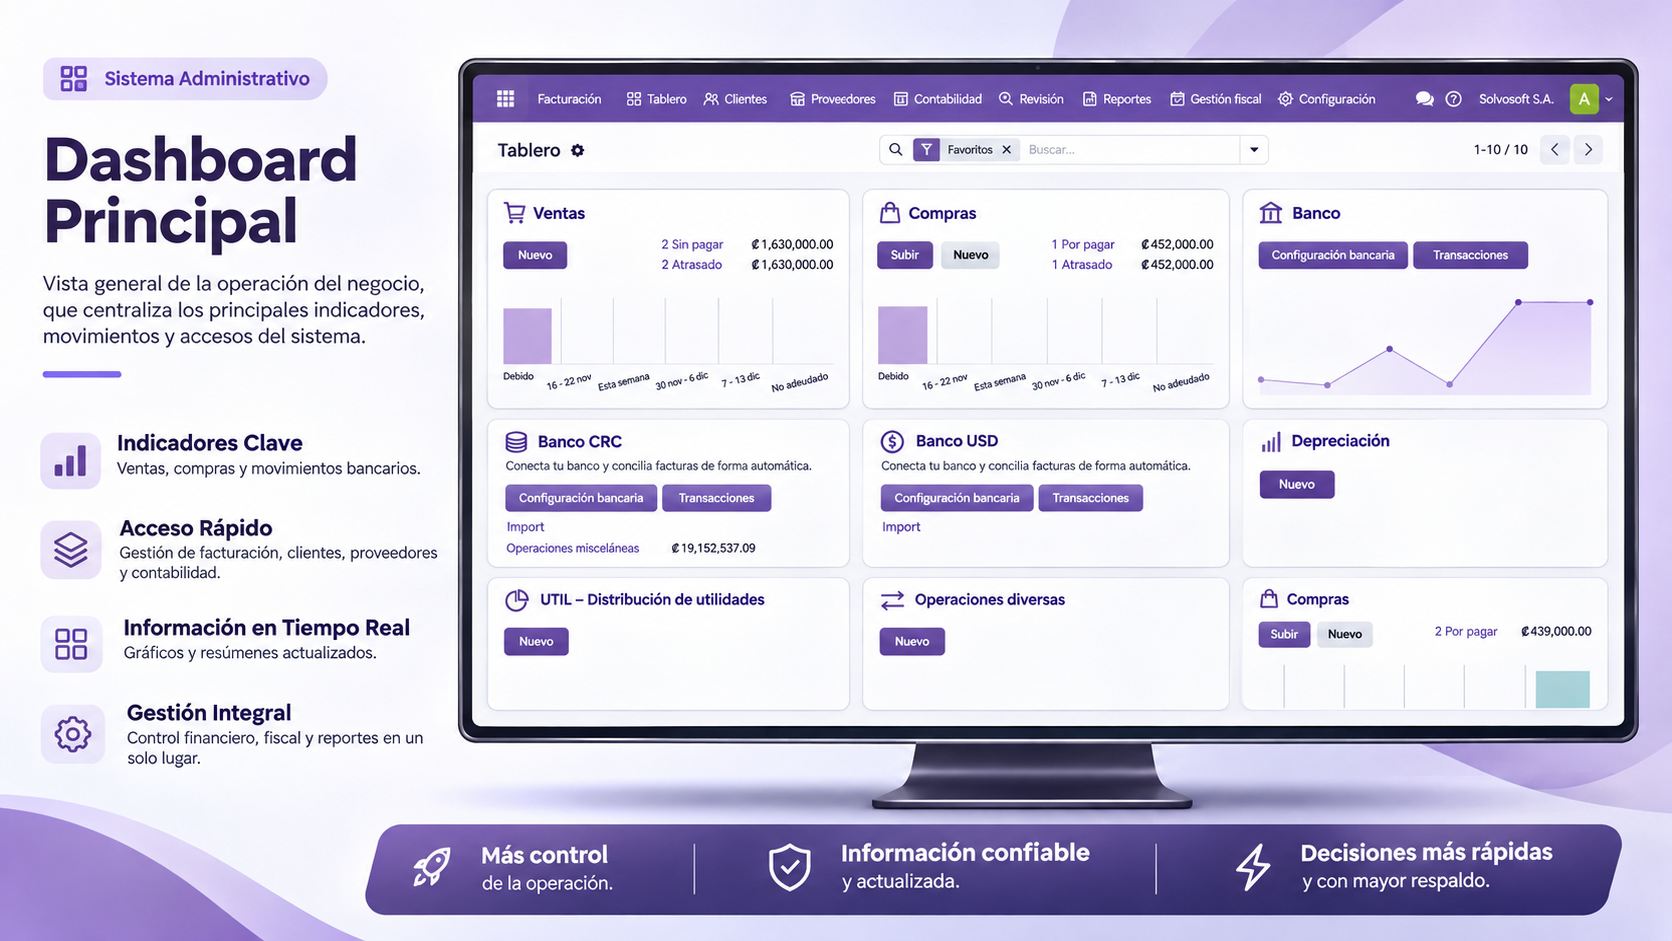 Sistema Administrativo
Dashboard
Principal
Vista general de la operación del negocio,
que centraliza los principales indicadores,
movimientos y accesos del sistema.
Indicadores Clave
Ventas, compras y movimientos bancarios.
Acceso Rápido
Gestión de facturación, clientes, proveedores
y contabilidad.
Información en Tiempo Real
Gráficos y resúmenes actualizados.
Gestión Integral
Control financiero, fiscal y reportes en un
solo lugar.
Facturación Tablero Clientes Proveedores Contabilidad Revisión Reportes Gestión fiscal Configuración Solvosoft S.A. A
Tablero Favoritos Buscar... 1-10 / 10
Ventas
Nuevo
2 Sin pagar ₡1,630,000.00
2 Atrasado ₡1,630,000.00
Debido 16 - 22 nov Esta semana 30 nov - 6 dic 7 - 13 dic No adeudado
Compras
Subir Nuevo
1 Por pagar ₡452,000.00
1 Atrasado ₡452,000.00
Debido 16 - 22 nov Esta semana 30 nov - 6 dic 7 - 13 dic No adeudado
Banco
Configuración bancaria Transacciones
Banco CRC
Conecta tu banco y concilia facturas de forma automática.
Configuración bancaria Transacciones
Import
Operaciones misceláneas ₡19,152,537.09
Banco USD
Conecta tu banco y concilia facturas de forma automática.
Configuración bancaria Transacciones
Import
Depreciación
Nuevo
UTIL – Distribución de utilidades
Nuevo
Operaciones diversas
Nuevo
Compras
Subir Nuevo 2 Por pagar ₡439,000.00
Más control
de la operación.
Información confiable
y actualizada.
Decisiones más rápidas
y con mayor respaldo.